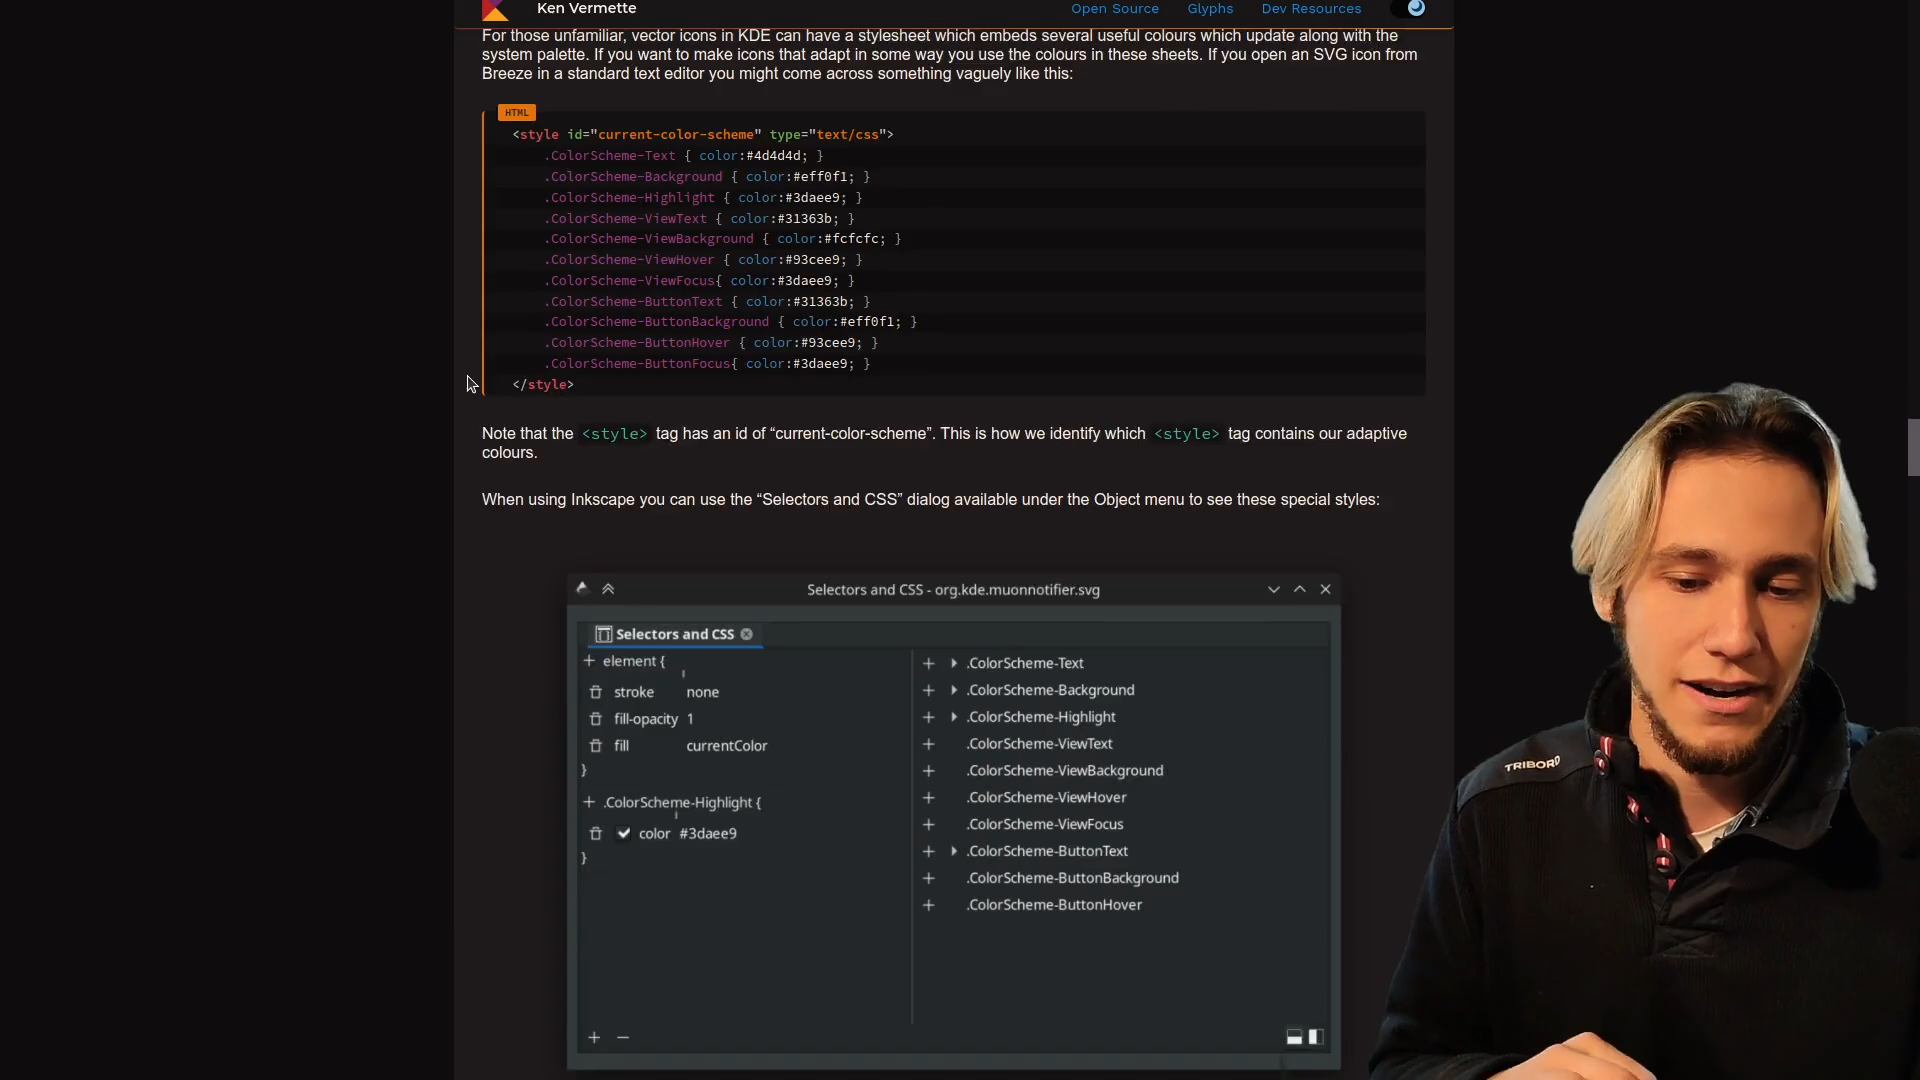 Ken Vermette
Open Source Glyphs Dev Resources
For those unfamiliar, vector icons in KDE can have a stylesheet which embeds several useful colours which update along with the
system palette. If you want to make icons that adapt in some way you use the colours in these sheets. If you open an SVG icon from
Breeze in a standard text editor you might come across something vaguely like this:
HTML
<style id="current-color-scheme" type="text/css">
.ColorScheme-Text { color:#4d4d4d; }
.ColorScheme-Background { color:#eff0f1; }
.ColorScheme-Highlight { color:#3daee9; }
.ColorScheme-ViewText { color:#31363b; }
.ColorScheme-ViewBackground { color:#fcfcfc; }
.ColorScheme-ViewHover { color:#93cee9; }
.ColorScheme-ViewFocus{ color:#3daee9; }
.ColorScheme-ButtonText { color:#31363b; }
.ColorScheme-ButtonBackground { color:#eff0f1; }
.ColorScheme-ButtonHover { color:#93cee9; }
.ColorScheme-ButtonFocus{ color:#3daee9; }
</style>
Note that the <style> tag has an id of “current-color-scheme”. This is how we identify which <style> tag contains our adaptive
colours.
When using Inkscape you can use the “Selectors and CSS” dialog available under the Object menu to see these special styles:
Selectors and CSS - org.kde.muonnotifier.svg
Selectors and CSS
element {
stroke none
fill-opacity 1
fill currentColor
}
.ColorScheme-Highlight {
color #3daee9
}
.ColorScheme-Text
.ColorScheme-Background
.ColorScheme-Highlight
.ColorScheme-ViewText
.ColorScheme-ViewBackground
.ColorScheme-ViewHover
.ColorScheme-ViewFocus
.ColorScheme-ButtonText
.ColorScheme-ButtonBackground
.ColorScheme-ButtonHover
TRIBORD